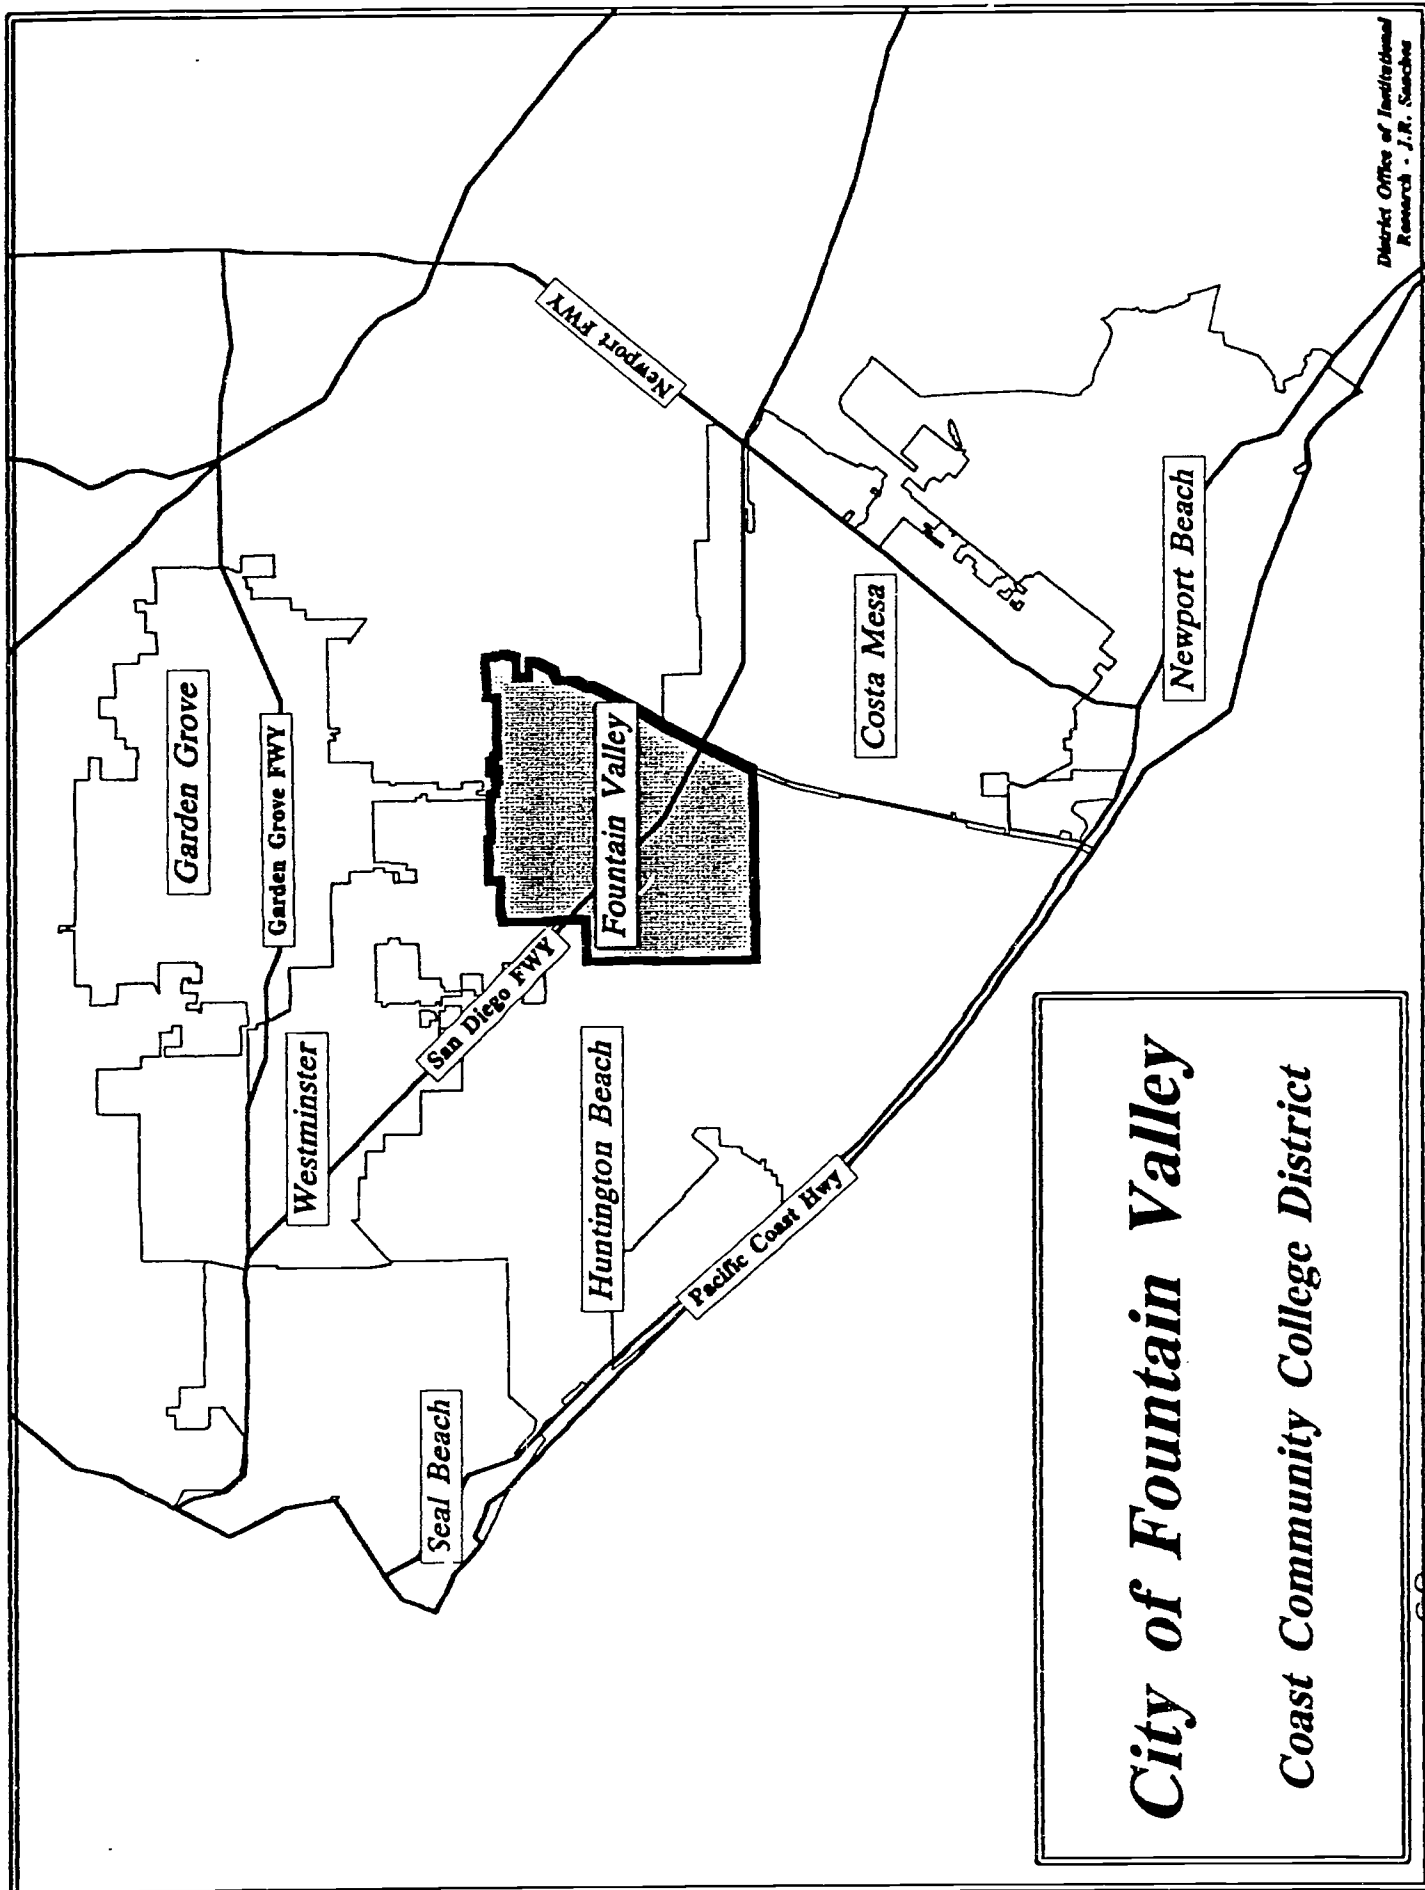 Garden Grove
Garden Grove FWY
Westminster
San Diego FWY
Seal Beach
Fountain Valley
Huntington Beach
Newport FWY
Pacific Coast Hwy
Costa Mesa
Newport Beach
City of Fountain Valley
Coast Community College District
District Office of Institutional
Research - J.R. Sanchez